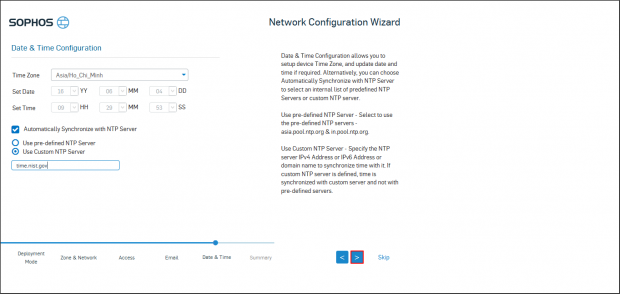 SOPHOS
Network Configuration Wizard
Date & Time Configuration
Time Zone
Asia/Ho_Chi_Minh
Set Date
16 YY 06 MM 04 DD
Set Time
09 HH 29 MM 53 SS
Automatically Synchronize with NTP Server
Use pre-defined NTP Server
Use Custom NTP Server
time.nist.gov
Date & Time Configuration allows you to
setup device Time Zone, and update date and
time if required. Alternatively, you can choose
Automatically Synchronize with NTP Server
to select an internal list of predefined NTP
Servers or custom NTP server.
Use pre-defined NTP Server - Select to use
the pre-defined NTP servers -
asia.pool.ntp.org & in.pool.ntp.org.
Use Custom NTP Server - Specify the NTP
server IPv4 Address or IPv6 Address or
domain name to synchronize time with it. If
custom NTP server is defined, time is
synchronized with custom server and not with
pre-defined servers.
Deployment
Mode
Zone & Network
Access
Email
Date & Time
Summary
< > Skip